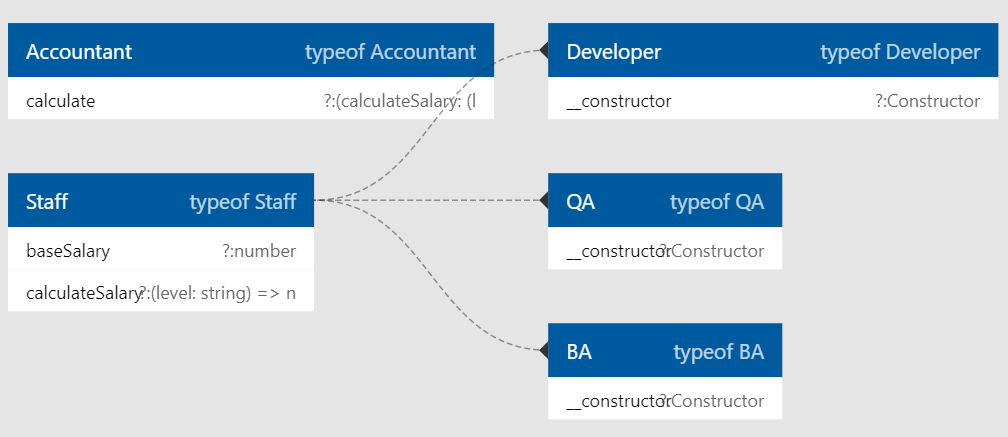 Accountant typeof Accountant
calculate ?:(calculateSalary: (l
Developer typeof Developer
__constructor ?:Constructor
Staff typeof Staff
baseSalary ?:number
calculateSalary ?:(level: string) => n
QA typeof QA
__constructor ?:Constructor
BA typeof BA
__constructor ?:Constructor